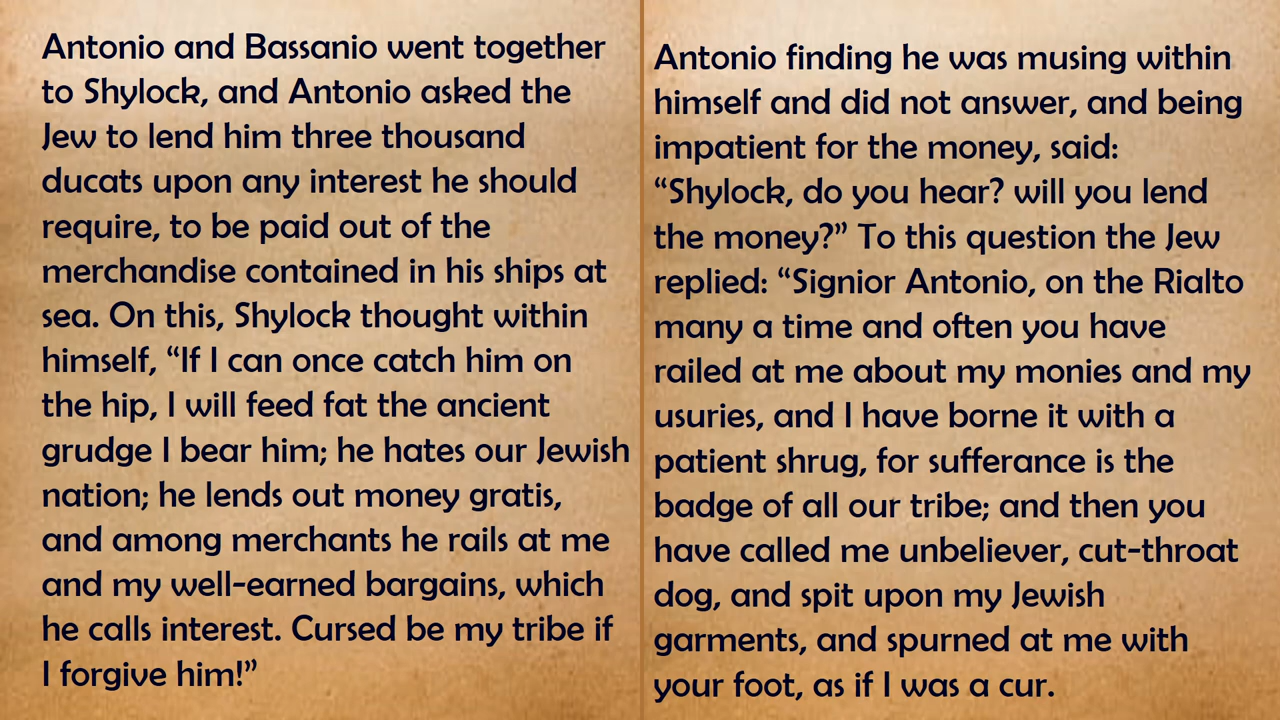 Antonio and Bassanio went together
to Shylock, and Antonio asked the
Jew to lend him three thousand
ducats upon any interest he should
require, to be paid out of the
merchandise contained in his ships at
sea. On this, Shylock thought within
himself, “If I can once catch him on
the hip, I will feed fat the ancient
grudge I bear him; he hates our Jewish
nation; he lends out money gratis,
and among merchants he rails at me
and my well-earned bargains, which
he calls interest. Cursed be my tribe if
I forgive him!”
Antonio finding he was musing within
himself and did not answer, and being
impatient for the money, said:
“Shylock, do you hear? will you lend
the money?” To this question the Jew
replied: “Signior Antonio, on the Rialto
many a time and often you have
railed at me about my monies and my
usuries, and I have borne it with a
patient shrug, for sufferance is the
badge of all our tribe; and then you
have called me unbeliever, cut-throat
dog, and spit upon my Jewish
garments, and spurned at me with
your foot, as if I was a cur.